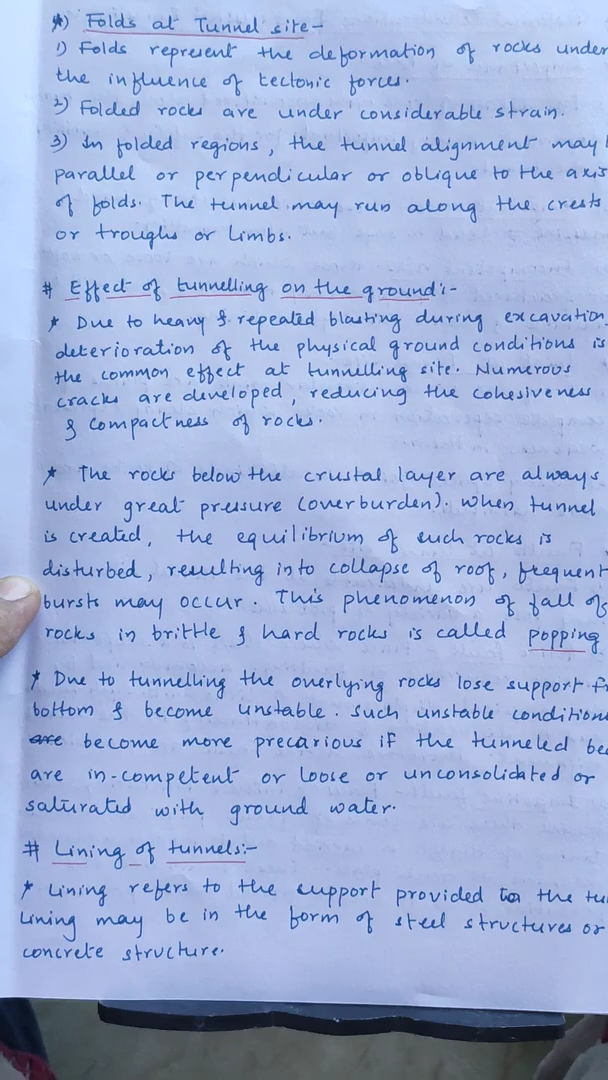 *) Folds at Tunnel site-
1) Folds represent the deformation of rocks under
the influence of tectonic forces.
2) Folded rocks are under considerable strain.
3) In folded regions, the tunnel alignment may
parallel or perpendicular or oblique to the axis
of folds. The tunnel may run along the crests
or troughs or limbs.
# Effect of tunnelling on the ground:-
* Due to heavy & repeated blasting during excavation,
deterioration of the physical ground conditions is
the common effect at tunnelling site. Numerous
cracks are developed, reducing the cohesiveness
& compactness of rocks.
* The rocks below the crustal layer are always
under great pressure (overburden). When tunnel
is created, the equilibrium of such rocks is
disturbed, resulting into collapse of roof, frequent
bursts may occur. This phenomenon of fall of
rocks in brittle & hard rocks is called popping
* Due to tunnelling the overlying rocks lose support
bottom & become unstable. Such unstable condition
are become more precarious if the tunneled
are in-competent or loose or unconsolidated or
saturated with ground water.
# Lining of tunnels:-
* Lining refers to the support provided to the
Lining may be in the form of steel structures or
concrete structure.